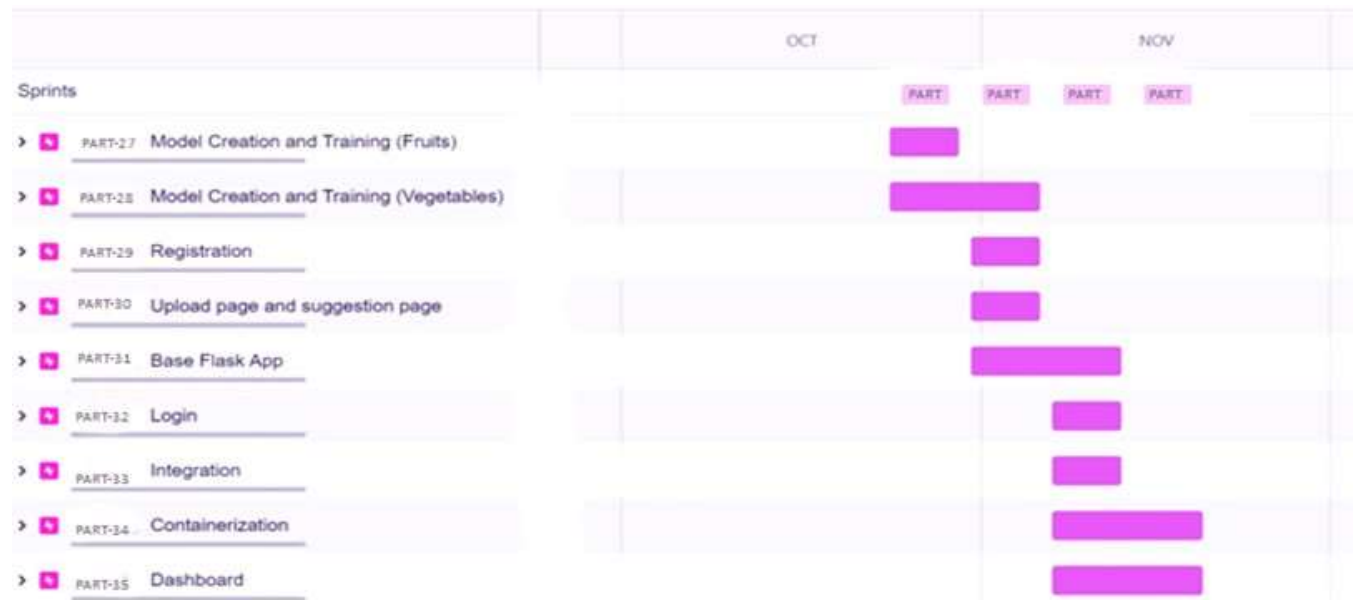 OCT NOV
Sprints PART PART PART PART
PART-27 Model Creation and Training (Fruits)
PART-28 Model Creation and Training (Vegetables)
PART-29 Registration
PART-30 Upload page and suggestion page
PART-31 Base Flask App
PART-32 Login
PART-33 Integration
PART-34 Containerization
PART-35 Dashboard